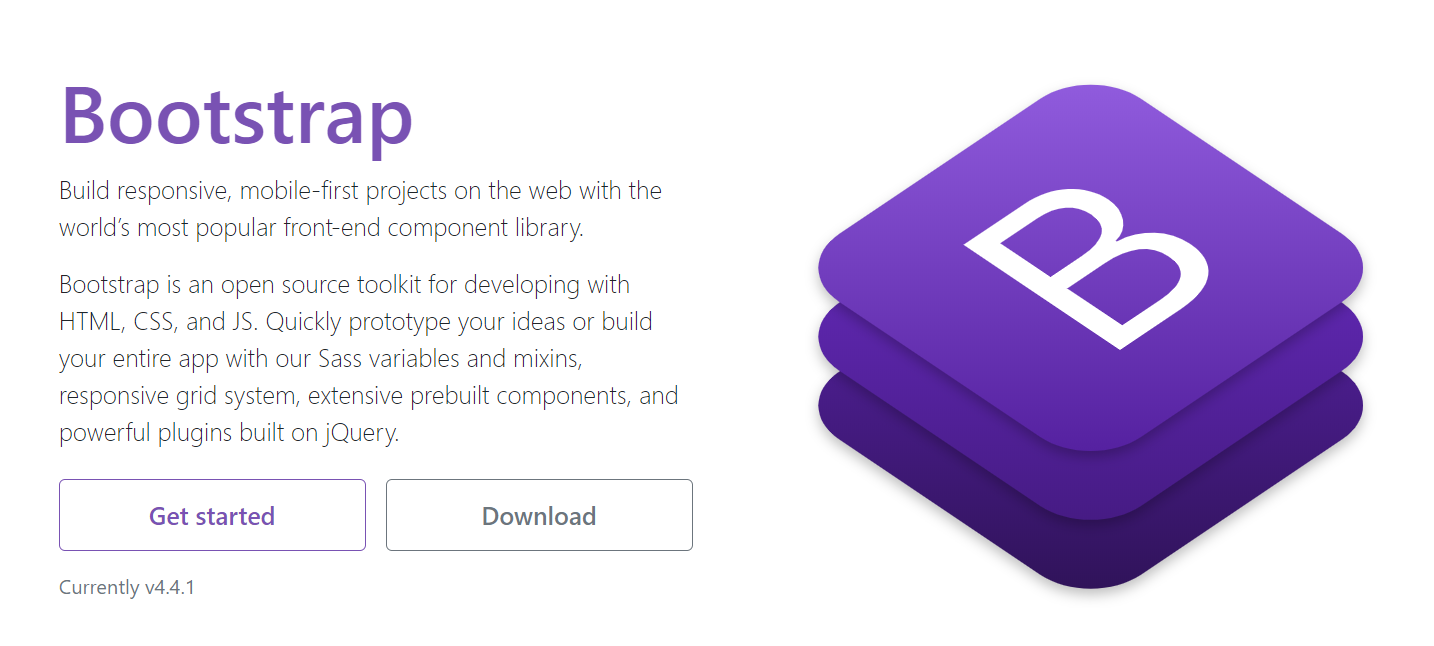 Bootstrap
Build responsive, mobile-first projects on the web with the
world’s most popular front-end component library.
Bootstrap is an open source toolkit for developing with
HTML, CSS, and JS. Quickly prototype your ideas or build
your entire app with our Sass variables and mixins,
responsive grid system, extensive prebuilt components, and
powerful plugins built on jQuery.
Get started
Download
Currently v4.4.1
B